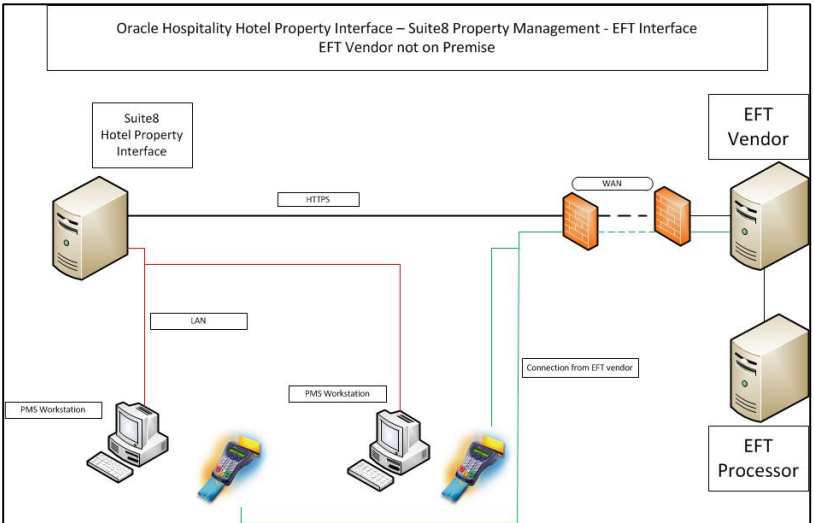 Oracle Hospitality Hotel Property Interface – Suite8 Property Management - EFT Interface
EFT Vendor not on Premise
Suite8
Hotel Property
Interface
EFT
Vendor
WAN
HTTPS
LAN
Connection from EFT vendor
PMS Workstation
PMS Workstation
EFT
Processor